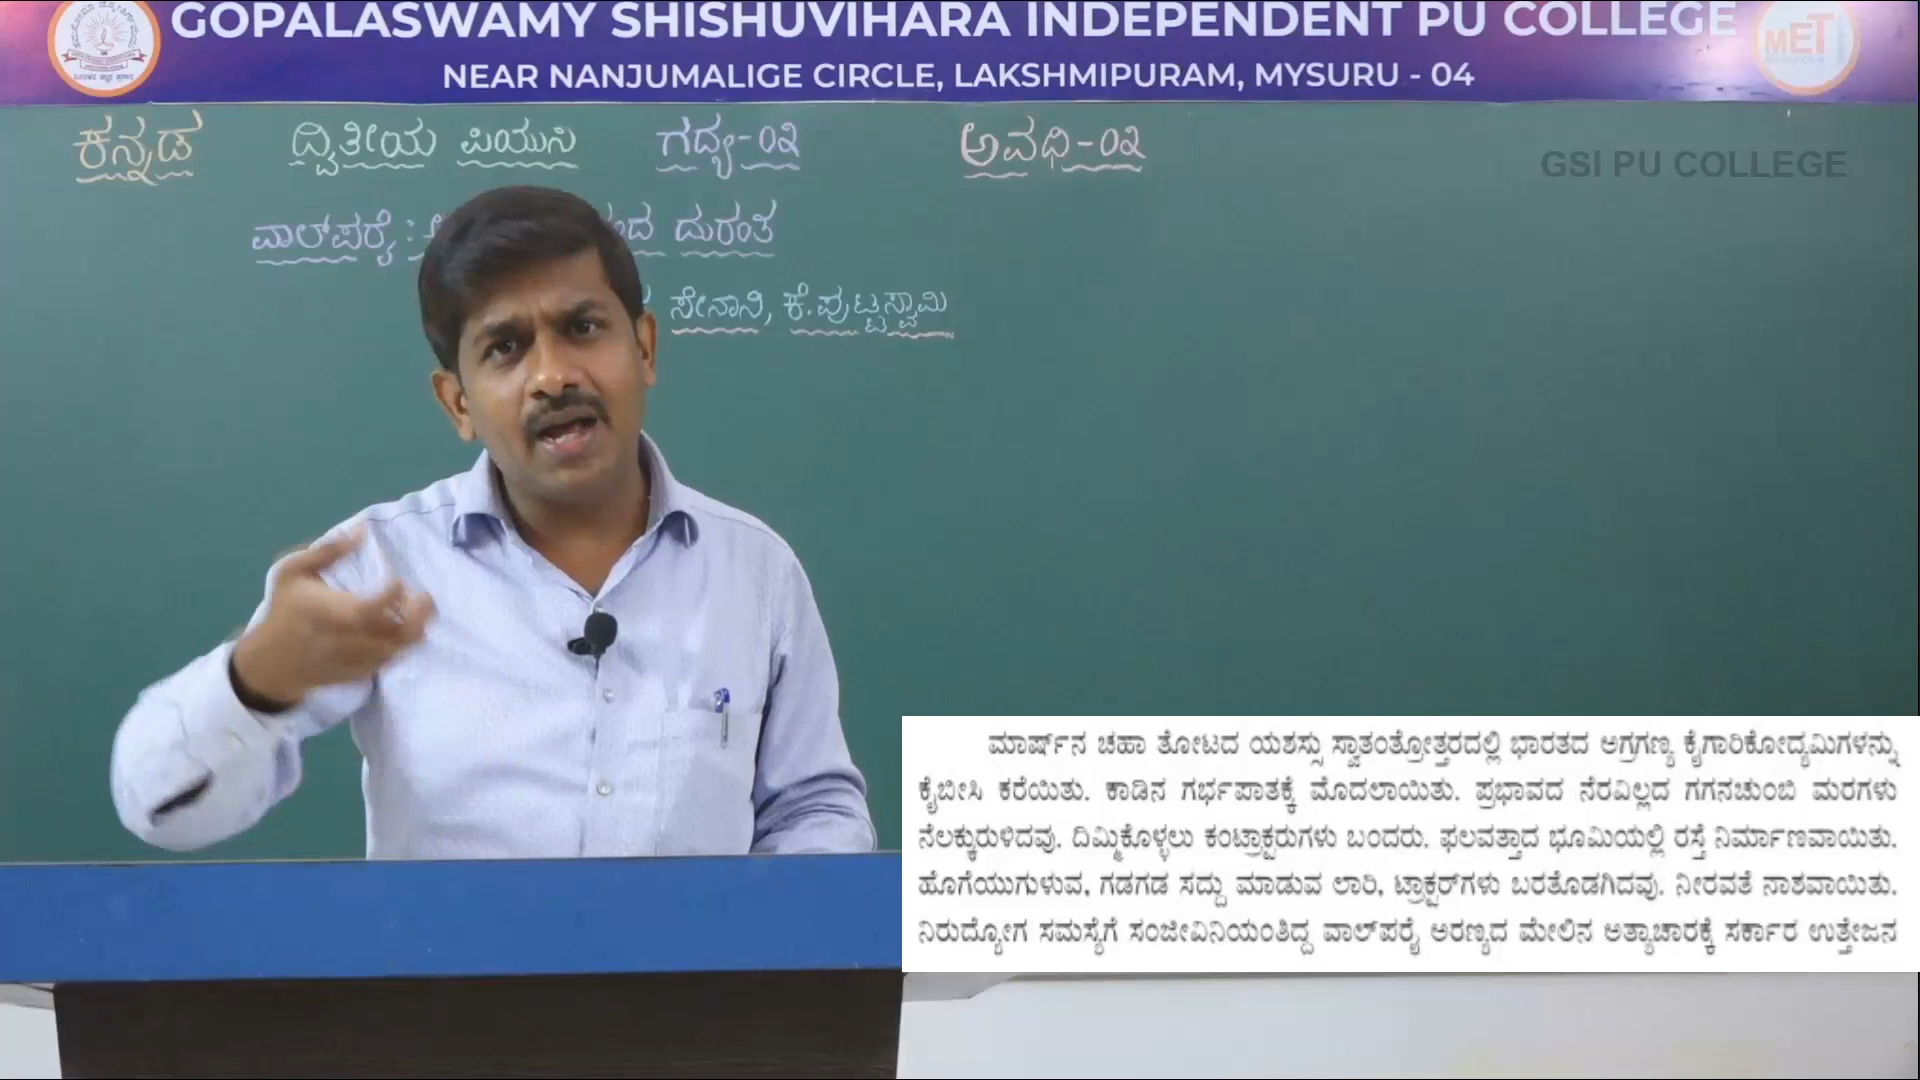 GOPALASWAMY SHISHUVIHARA INDEPENDENT PU COLLEGE
NEAR NANJUMALIGE CIRCLE, LAKSHMIPURAM, MYSURU - 04
MET
ಕನ್ನಡ ದ್ವಿತೀಯ ಪಿಯುಸಿ ಗದ್ಯ-೦೩ ಅವಧಿ-೦೩
GSI PU COLLEGE
ವಾಲ್‌ಪರೈ: ದುರಂತ
ಸೇನಾನಿ, ಕೆ.ಪುಟ್ಟಸ್ವಾಮಿ
ಮಾರ್ಷ್‌ನ ಚಹಾ ತೋಟದ ಯಶಸ್ಸು ಸ್ವಾತಂತ್ರೋತ್ತರದಲ್ಲಿ ಭಾರತದ ಅಗ್ರಗಣ್ಯ ಕೈಗಾರಿಕೋದ್ಯಮಿಗಳನ್ನು
ಕೈಬೀಸಿ ಕರೆಯಿತು. ಕಾಡಿನ ಗರ್ಭಪಾತಕ್ಕೆ ಮೊದಲಾಯಿತು. ಪ್ರಭಾವದ ನೆರವಿಲ್ಲದ ಗಗನಚುಂಬಿ ಮರಗಳು
ನೆಲಕ್ಕುರುಳಿದವು. ದಿಮ್ಮಿಕೊಳ್ಳಲು ಕಂಟ್ರಾಕ್ಟರುಗಳು ಬಂದರು. ಫಲವತ್ತಾದ ಭೂಮಿಯಲ್ಲಿ ರಸ್ತೆ ನಿರ್ಮಾಣವಾಯಿತು.
ಹೊಗೆಯುಗುಳುವ, ಗಡಗಡ ಸದ್ದು ಮಾಡುವ ಲಾರಿ, ಟ್ರಾಕ್ಟರ್‌ಗಳು ಬರತೊಡಗಿದವು. ನೀರವತೆ ನಾಶವಾಯಿತು.
ನಿರುದ್ಯೋಗ ಸಮಸ್ಯೆಗೆ ಸಂಜೀವಿನಿಯಂತಿದ್ದ ವಾಲ್‌ಪರೈ ಅರಣ್ಯದ ಮೇಲಿನ ಅತ್ಯಾಚಾರಕ್ಕೆ ಸರ್ಕಾರ ಉತ್ತೇಜನ